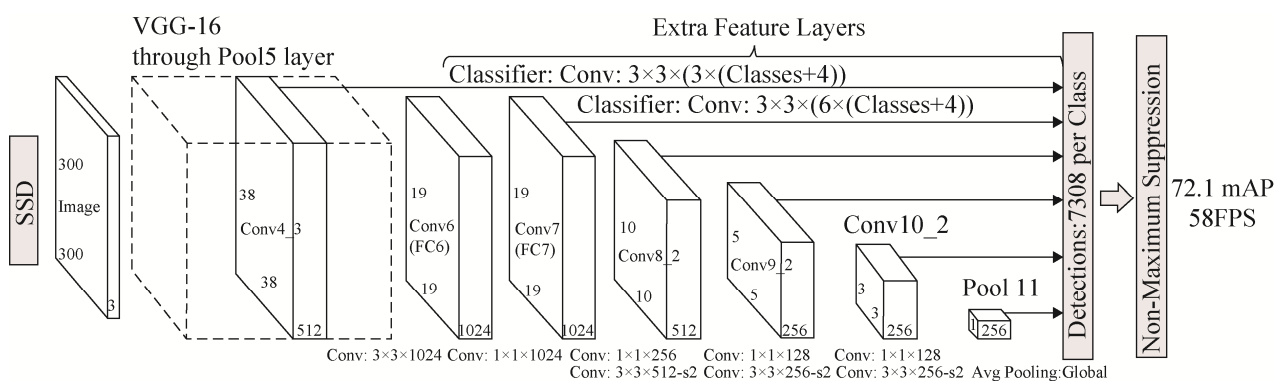 VGG-16
through Pool5 layer
Extra Feature Layers
Classifier: Conv: 3×3×(3×(Classes+4))
Classifier: Conv: 3×3×(6×(Classes+4))
SSD
300
Image
300
3
38
Conv4_3
38
512
19
Conv6
(FC6)
19
1024
19
Conv7
(FC7)
19
1024
10
Conv8_2
10
512
5
Conv9_2
5
256
Conv10_2
3
3
256
Pool 11
1
256
Detections:7308 per Class
Non-Maximum Suppression
72.1 mAP
58FPS
Conv: 3×3×1024 Conv: 1×1×1024 Conv: 1×1×256 Conv: 1×1×128 Conv: 1×1×128
Conv: 3×3×512-s2 Conv: 3×3×256-s2 Conv: 3×3×256-s2 Avg Pooling:Global